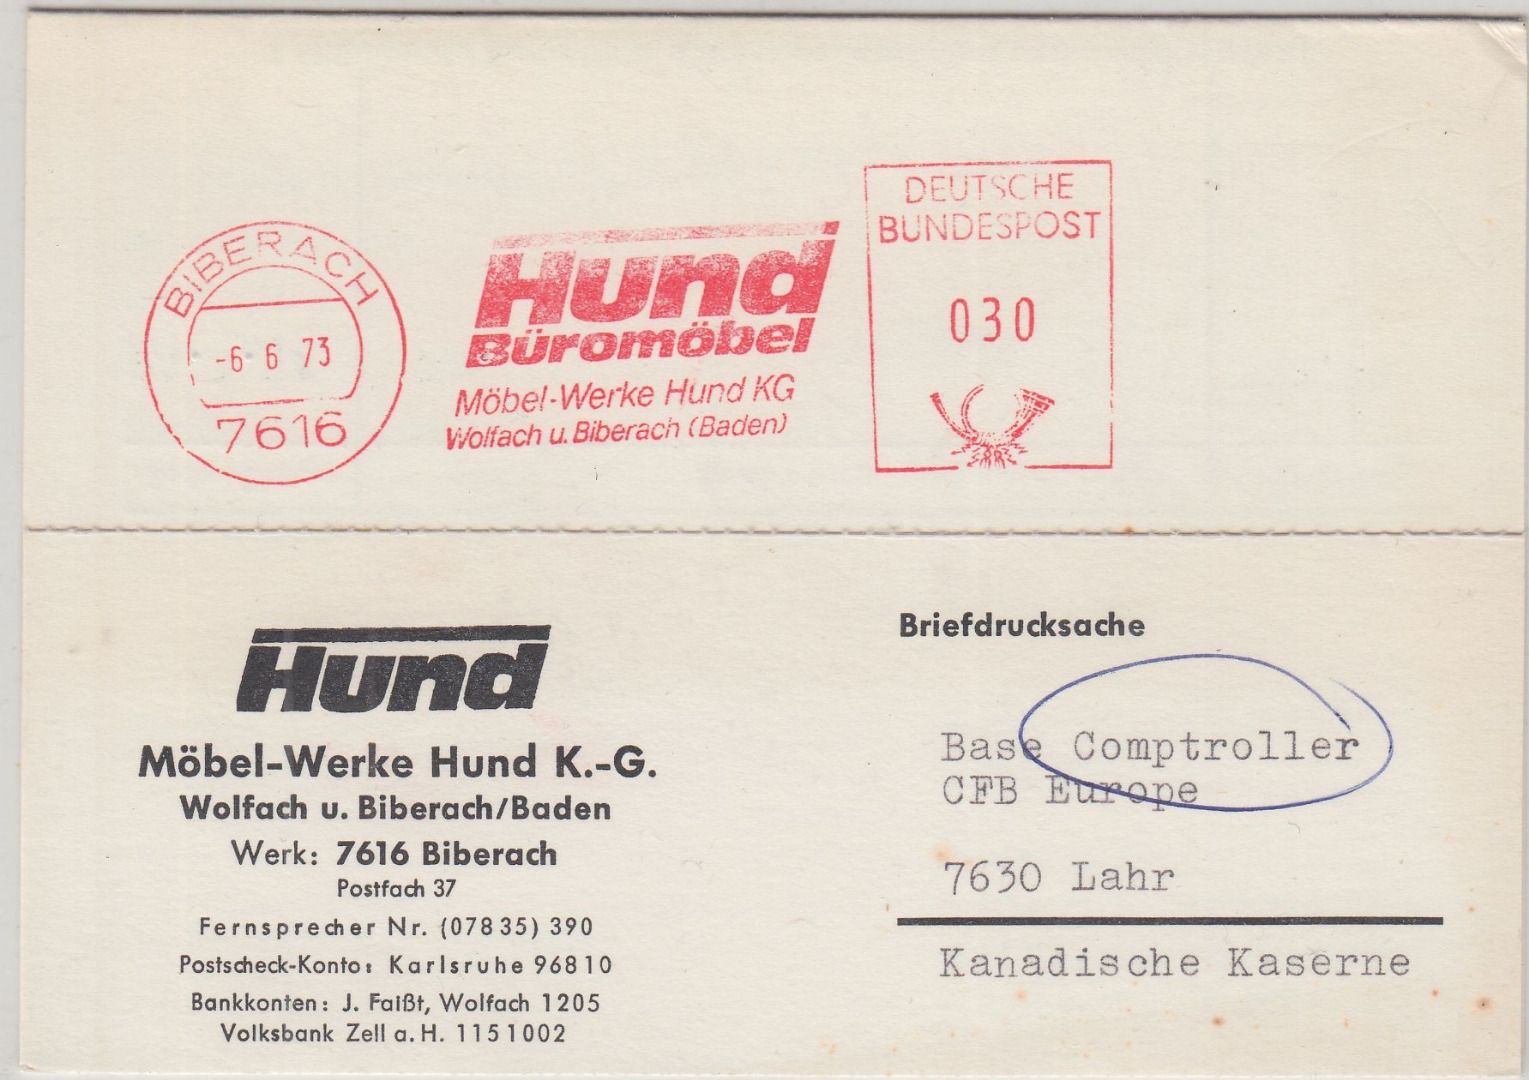 BIBERACH
-6 6 73
7616
Hund
Büromöbel
Möbel-Werke Hund KG
Wolfach u. Biberach (Baden)
DEUTSCHE
BUNDESPOST
030
Hund
Möbel-Werke Hund K.-G.
Wolfach u. Biberach/Baden
Werk: 7616 Biberach
Postfach 37
Fernsprecher Nr. (07835) 390
Postscheck-Konto: Karlsruhe 96810
Bankkonten: J. Faißt, Wolfach 1205
Volksbank Zell a. H. 1151002
Briefdrucksache
Base Comptroller
CFB Europe
7630 Lahr
Kanadische Kaserne